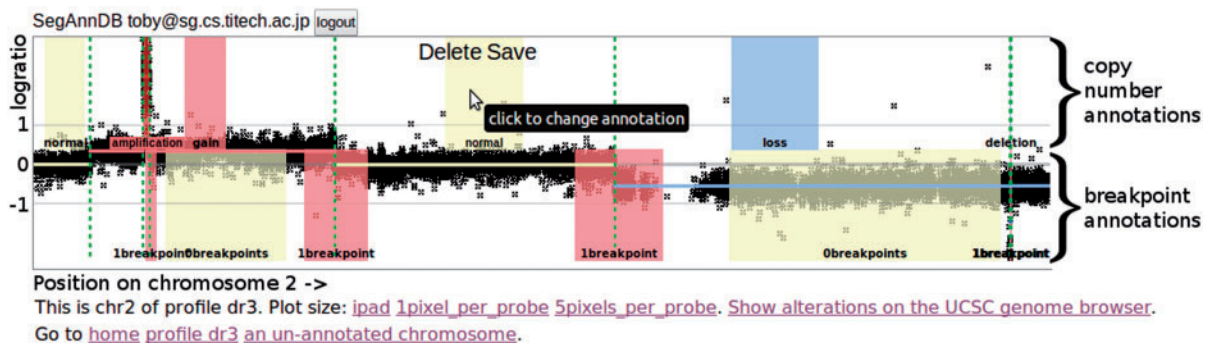 SegAnnDB toby@sg.cs.titech.ac.jp logout
Delete Save
logratio
1
0
-1
click to change annotation
normal amplification gain normal loss deletion
1breakpoint 0breakpoints 1breakpoint 1breakpoint 0breakpoints 1breakpoint
copy
number
annotations
breakpoint
annotations
Position on chromosome 2 ->
This is chr2 of profile dr3. Plot size: ipad 1pixel_per_probe 5pixels_per_probe. Show alterations on the UCSC genome browser.
Go to home profile dr3 an un-annotated chromosome.